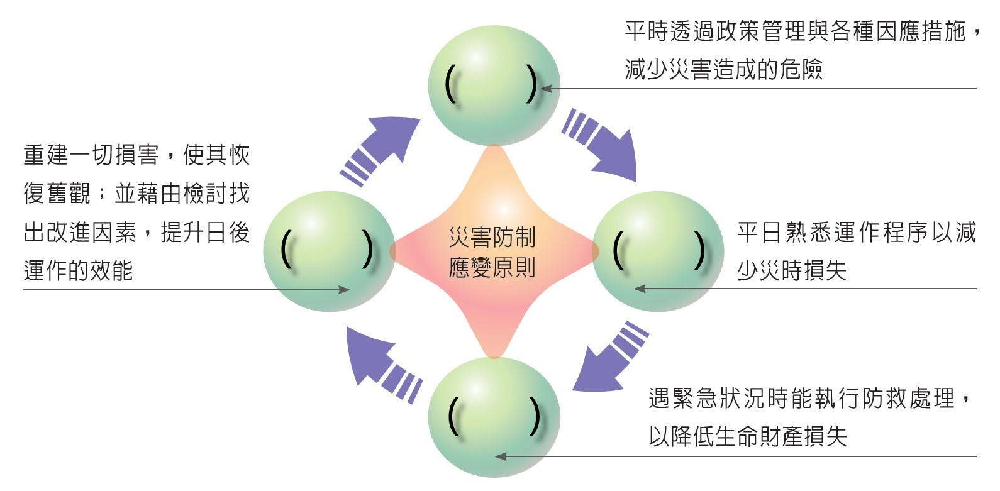 平時透過政策管理與各種因應措施，
減少災害造成的危險
(　　)
重建一切損害，使其恢
復舊觀；並藉由檢討找
出改進因素，提升日後
運作的效能
(　　)
災害防制
應變原則
(　　)
平日熟悉運作程序以減
少災時損失
(　　)
遇緊急狀況時能執行防救處理，
以降低生命財產損失